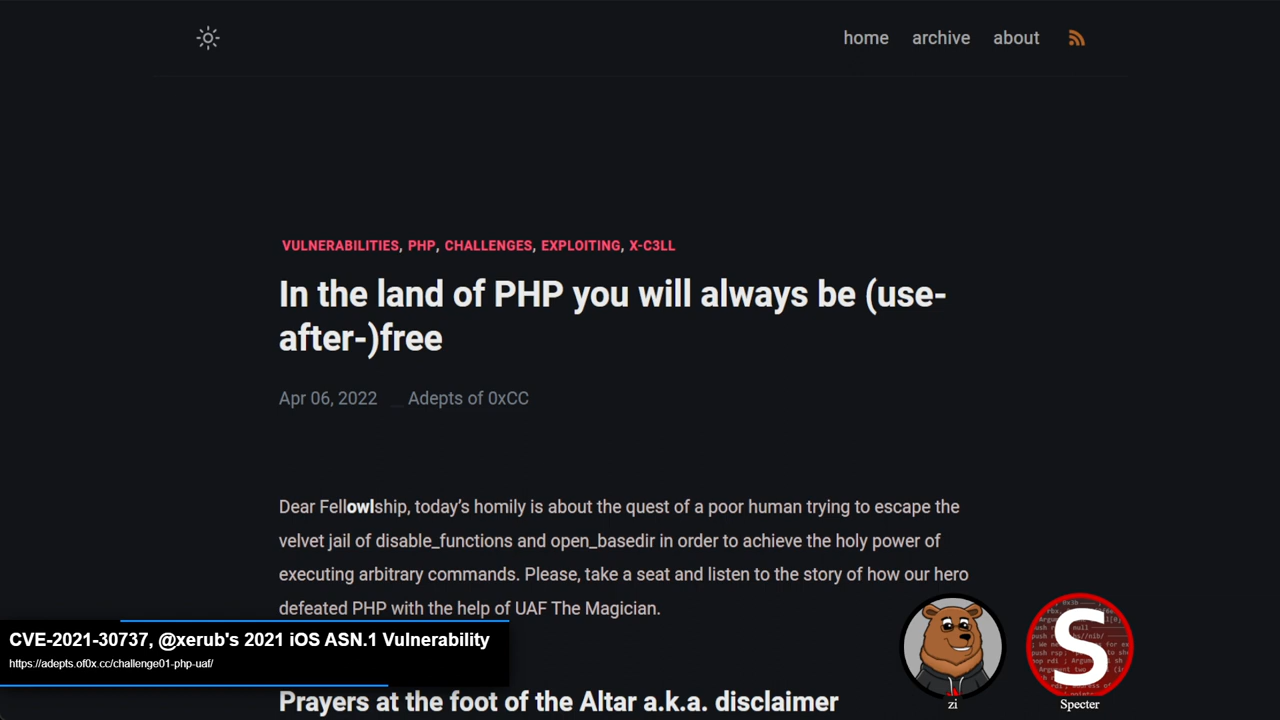 home archive about
VULNERABILITIES, PHP, CHALLENGES, EXPLOITING, X-C3LL
In the land of PHP you will always be (use-
after-)free
Apr 06, 2022 _ Adepts of 0xCC
Dear Fellowlship, today's homily is about the quest of a poor human trying to escape the
velvet jail of disable_functions and open_basedir in order to achieve the holy power of
executing arbitrary commands. Please, take a seat and listen to the story of how our hero
defeated PHP with the help of UAF The Magician.
CVE-2021-30737, @xerub's 2021 iOS ASN.1 Vulnerability
https://adepts.of0x.cc/challenge01-php-uaf/
Prayers at the foot of the Altar a.k.a. disclaimer
S
zi
Specter